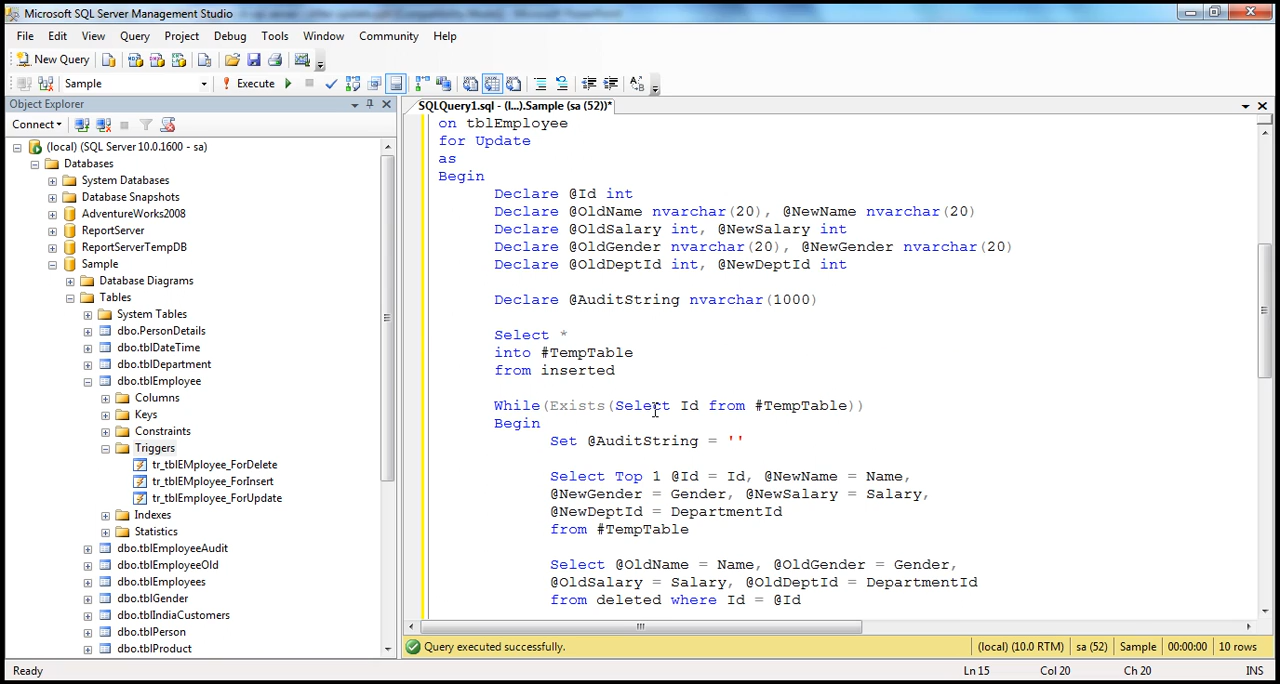 Microsoft SQL Server Management Studio
File Edit View Query Project Debug Tools Window Community Help
New Query
Sample Execute
Object Explorer
Connect
(local) (SQL Server 10.0.1600 - sa)
Databases
System Databases
Database Snapshots
AdventureWorks2008
ReportServer
ReportServerTempDB
Sample
Database Diagrams
Tables
System Tables
dbo.PersonDetails
dbo.tblDateTime
dbo.tblDepartment
dbo.tblEmployee
Columns
Keys
Constraints
Triggers
tr_tblEMployee_ForDelete
tr_tblEMployee_ForInsert
tr_tblEmployee_ForUpdate
Indexes
Statistics
dbo.tblEmployeeAudit
dbo.tblEmployeeOld
dbo.tblEmployees
dbo.tblGender
dbo.tblIndiaCustomers
dbo.tblPerson
dbo.tblProduct
SQLQuery1.sql - (l...).Sample (sa (52))*
on tblEmployee
for Update
as
Begin
Declare @Id int
Declare @OldName nvarchar(20), @NewName nvarchar(20)
Declare @OldSalary int, @NewSalary int
Declare @OldGender nvarchar(20), @NewGender nvarchar(20)
Declare @OldDeptId int, @NewDeptId int
Declare @AuditString nvarchar(1000)
Select *
into #TempTable
from inserted
While(Exists(Select Id from #TempTable))
Begin
Set @AuditString = ''
Select Top 1 @Id = Id, @NewName = Name,
@NewGender = Gender, @NewSalary = Salary,
@NewDeptId = DepartmentId
from #TempTable
Select @OldName = Name, @OldGender = Gender,
@OldSalary = Salary, @OldDeptId = DepartmentId
from deleted where Id = @Id
Query executed successfully. (local) (10.0 RTM) sa (52) Sample 00:00:00 10 rows
Ready Ln 15 Col 20 Ch 20 INS